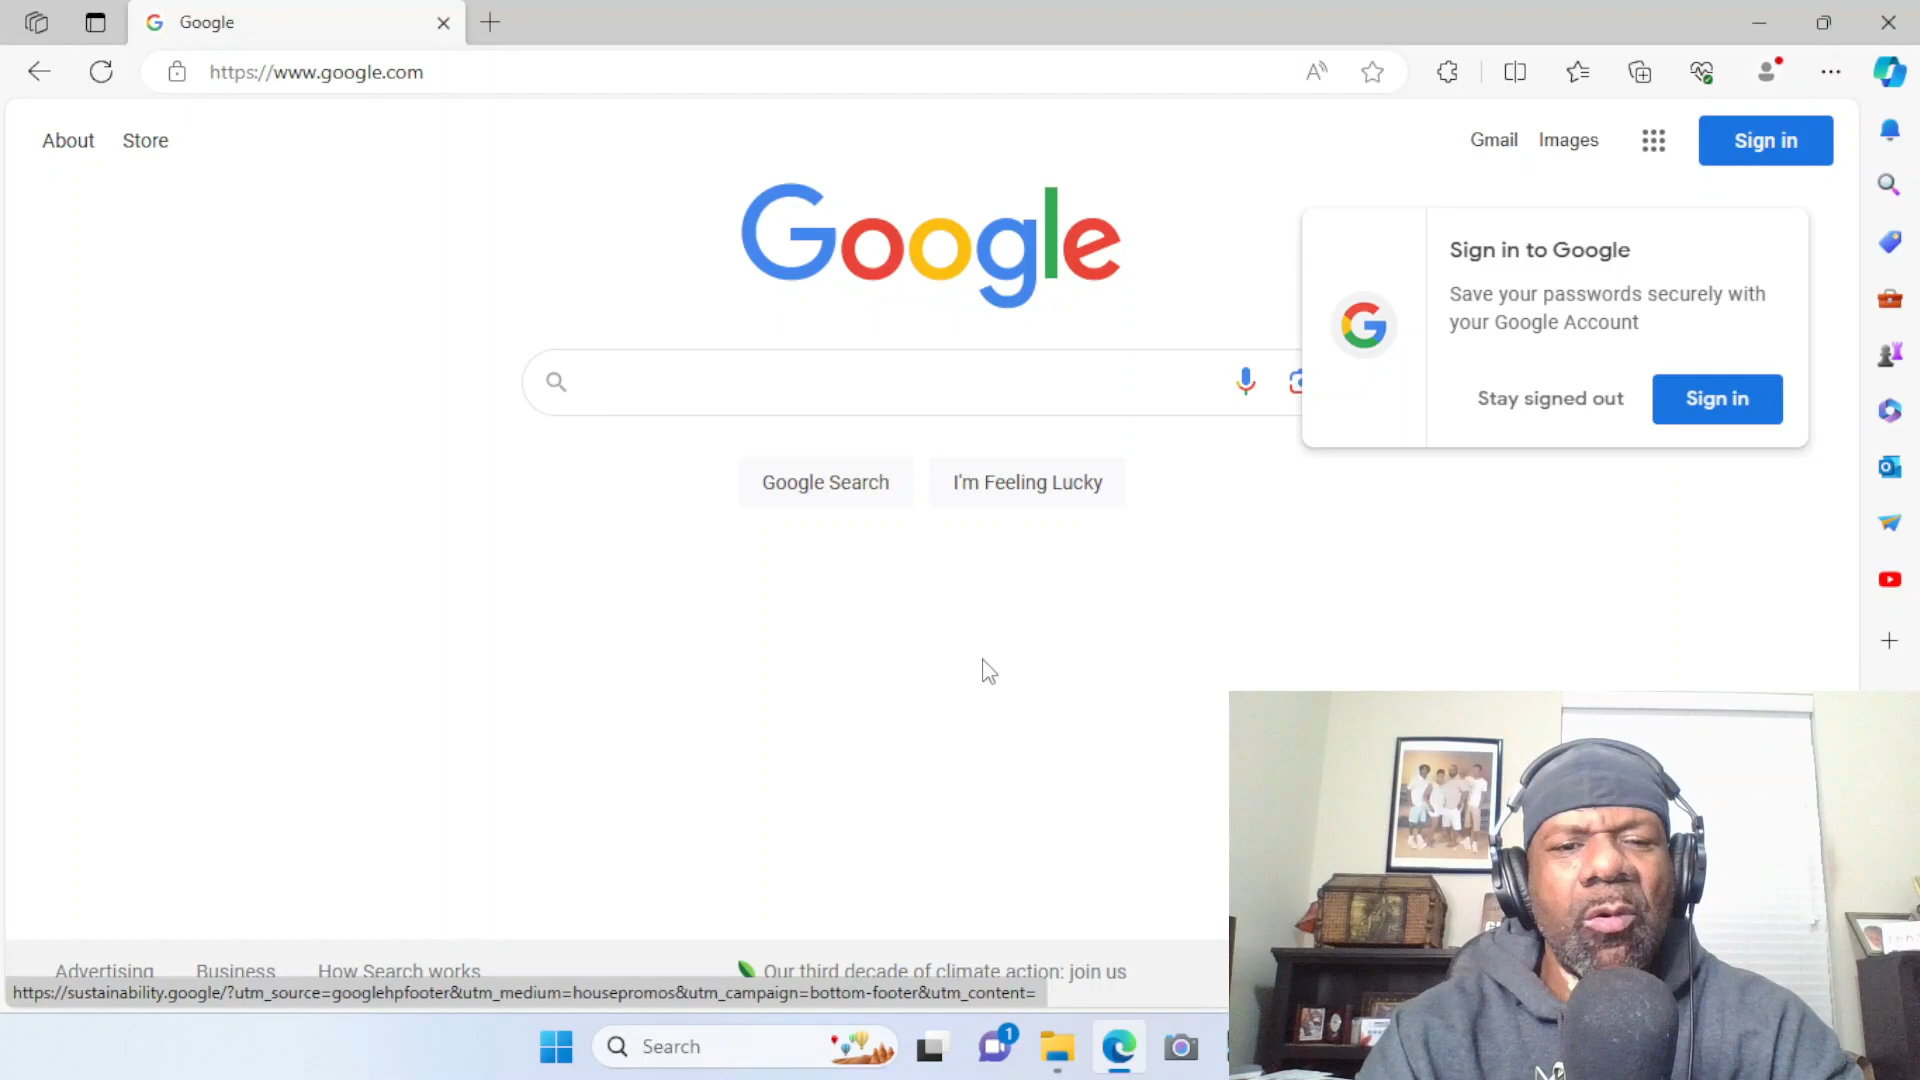 Google
https://www.google.com
About
Store
Gmail
Images
Sign in
Google
Sign in to Google
Save your passwords securely with
your Google Account
Stay signed out
Sign in
Google Search
I'm Feeling Lucky
Advertising
Business
How Search works
Our third decade of climate action: join us
https://sustainability.google/?utm_source=googlehpfooter&utm_medium=housepromos&utm_campaign=bottom-footer&utm_content=
Search
1